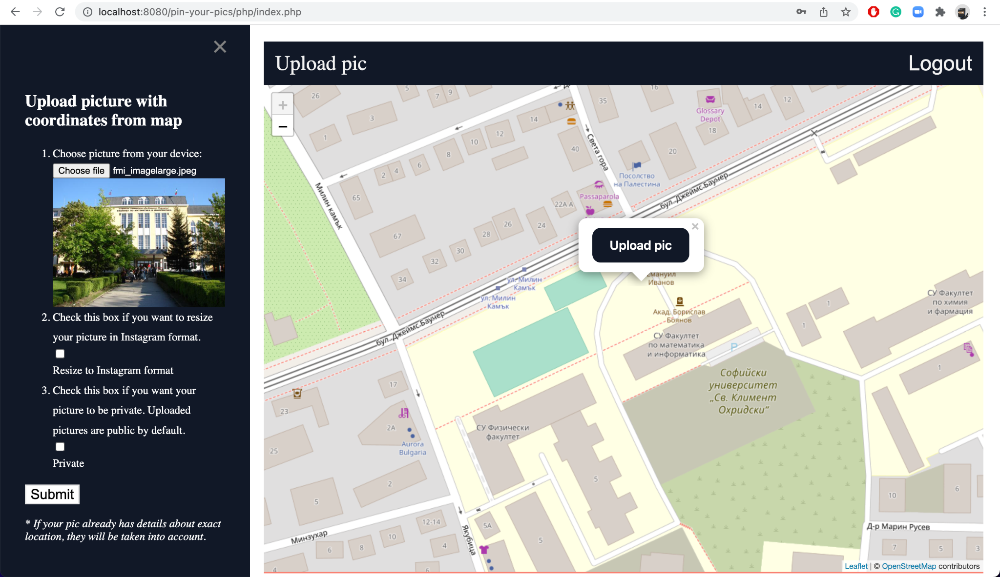 localhost:8080/pin-your-pics/php/index.php
Upload picture with
coordinates from map
1. Choose picture from your device:
Choose file fmi_imagelarge.jpeg
ФАКУЛТЕТ ПО МАТЕМАТИКА И ИНФОРМАТИКА
2. Check this box if you want to resize
your picture in Instagram format.
Resize to Instagram format
3. Check this box if you want your
picture to be private. Uploaded
pictures are public by default.
Private
Submit
* If your pic already has details about exact
location, they will be taken into account.
Upload pic
Logout
+
−
26
5
7
9
3
1
14
12
10
8
6
4
2
35
16
Glossary
Depot
14
12
18
40
20
Света гора
Посолство
на Палестина
Милин камък
65
Passaparola
22A A
бул. Джеймс Баучер
67
24
26
28
30
32
34
Upload pic
ул. Милин
Камък
ул. Милин
Камък
Емануил
Иванов
Акад. Борислав
Боянов
СУ Факултет
по математика
и информатика
P
1
1
СУ Факултет
по химия
и фармация
1
бул. Джеймс Баучер
Софийски
университет
„Св. Климент
Охридски“
17
23
2A
25
Aurora
Bulgaria
СУ Физически
факултет
2
5
5
10
6
12-14
5A
5
Минзухар
10
8
6
4
4
6
Якубица
Д-р Марин Русев
7
5
3
Leaflet | © OpenStreetMap contributors